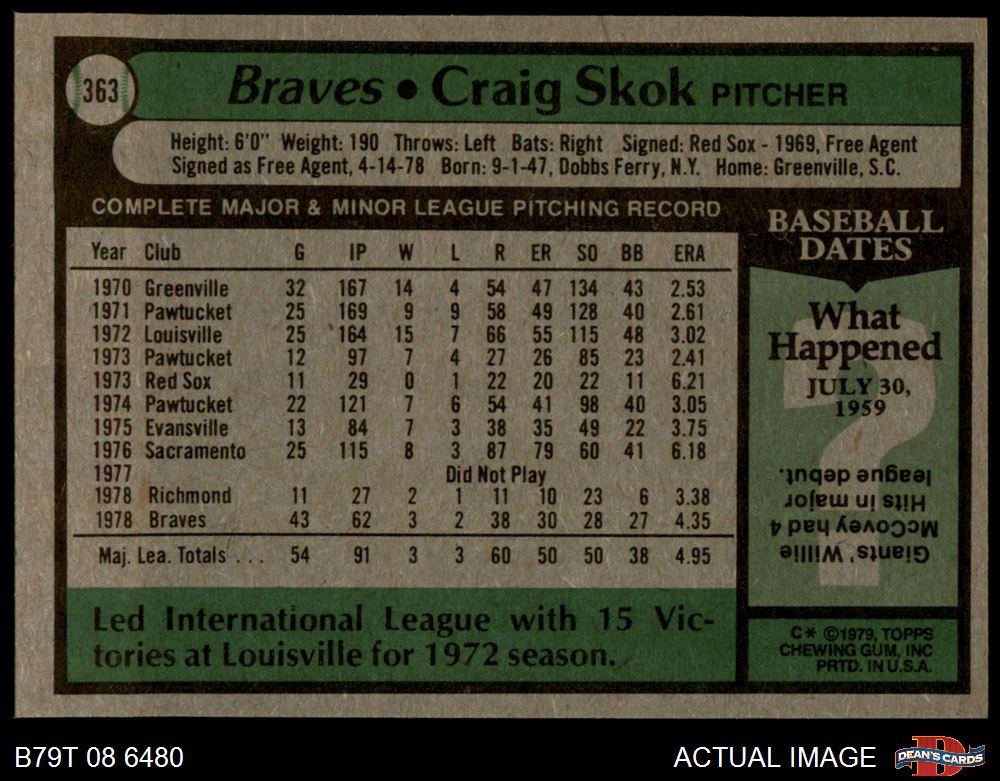 363
Braves • Craig Skok PITCHER
Height: 6'0" Weight: 190 Throws: Left Bats: Right Signed: Red Sox - 1969, Free Agent
Signed as Free Agent, 4-14-78 Born: 9-1-47, Dobbs Ferry, N.Y. Home: Greenville, S.C.
COMPLETE MAJOR & MINOR LEAGUE PITCHING RECORD
Year Club G IP W L R ER SO BB ERA
1970 Greenville 32 167 14 4 54 47 134 43 2.53
1971 Pawtucket 25 169 9 9 58 49 128 40 2.61
1972 Louisville 25 164 15 7 66 55 115 48 3.02
1973 Pawtucket 12 97 7 4 27 26 85 23 2.41
1973 Red Sox 11 29 0 1 22 20 22 11 6.21
1974 Pawtucket 22 121 7 6 54 41 98 40 3.05
1975 Evansville 13 84 7 3 38 35 49 22 3.75
1976 Sacramento 25 115 8 3 87 79 60 41 6.18
1977 Did Not Play
1978 Richmond 11 27 2 1 11 10 23 6 3.38
1978 Braves 43 62 3 2 38 30 28 27 4.35
Maj. Lea. Totals . . . 54 91 3 3 60 50 50 38 4.95
Led International League with 15 Vic-
tories at Louisville for 1972 season.
BASEBALL
DATES
What
Happened
JULY 30,
1959
?
Giants' Willie
McCovey had 4
Hits in major
league debut.
C* ©1979, TOPPS
CHEWING GUM, INC
PRTD. IN U.S.A.
B79T 08 6480
ACTUAL IMAGE
D
DEAN'S CARDS